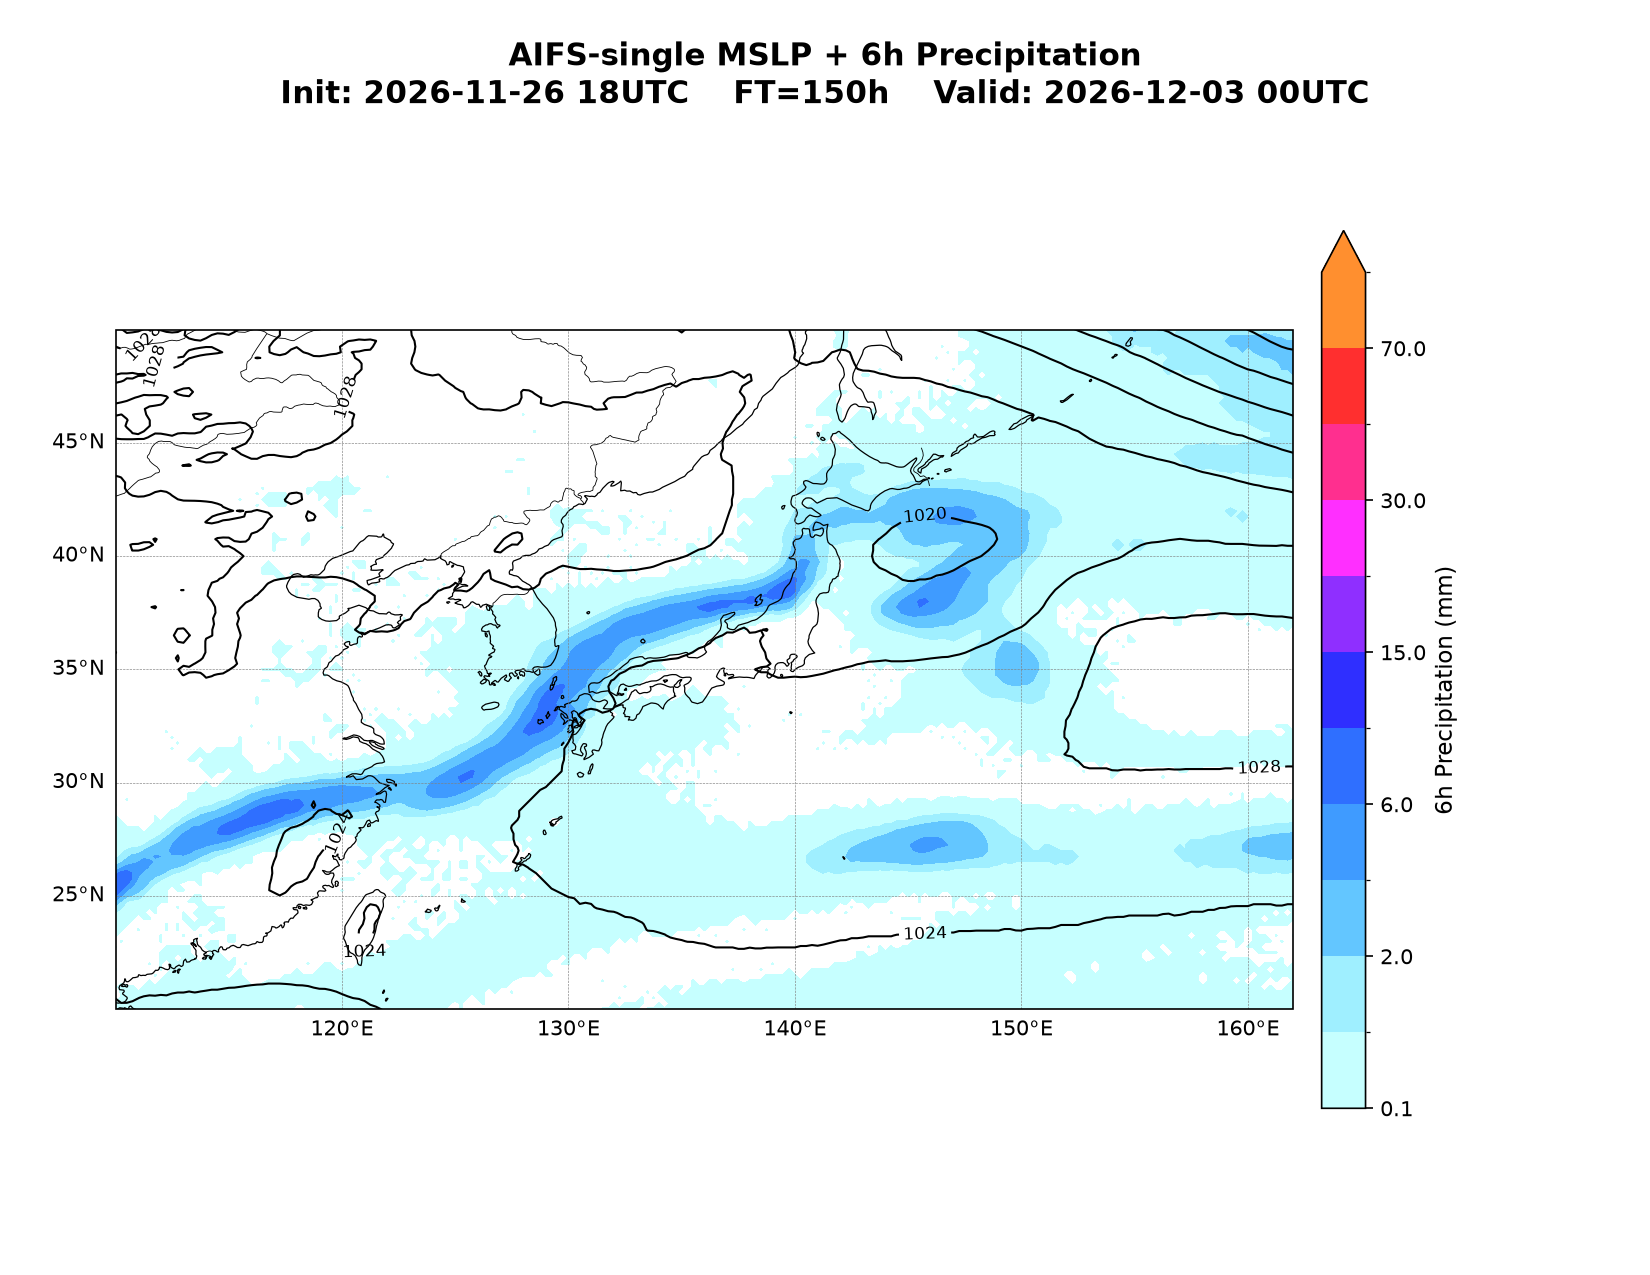 AIFS-single MSLP + 6h Precipitation
Init: 2026-11-26 18UTC    FT=150h    Valid: 2026-12-03 00UTC
1028
1028
1028
45°N
40°N
35°N
30°N
25°N
1020
1028
1024
1024
1024
120°E
130°E
140°E
150°E
160°E
70.0
30.0
15.0
6.0
2.0
0.1
6h Precipitation (mm)